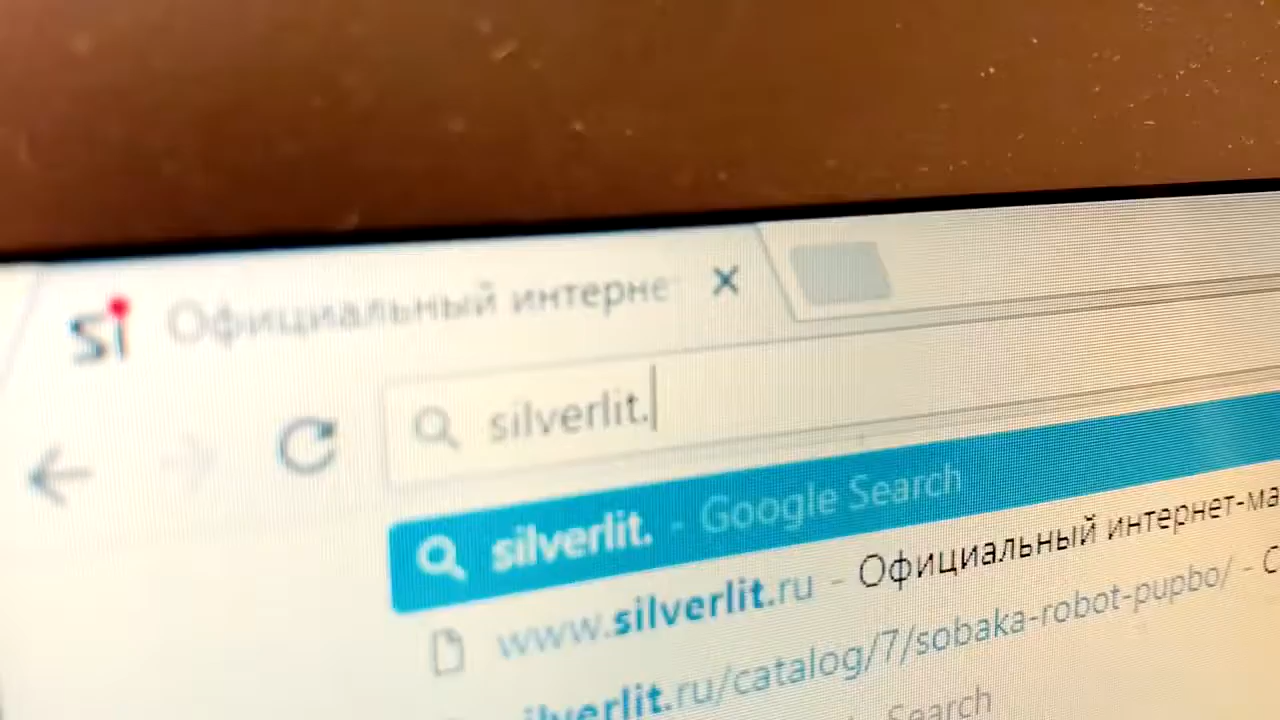 si Официальный интерне
silverlit.
silverlit. - Google Search
www.silverlit.ru - Официальный интернет-ма
silverlit.ru/catalog/7/sobaka-robot-pupbo/ - С
Search